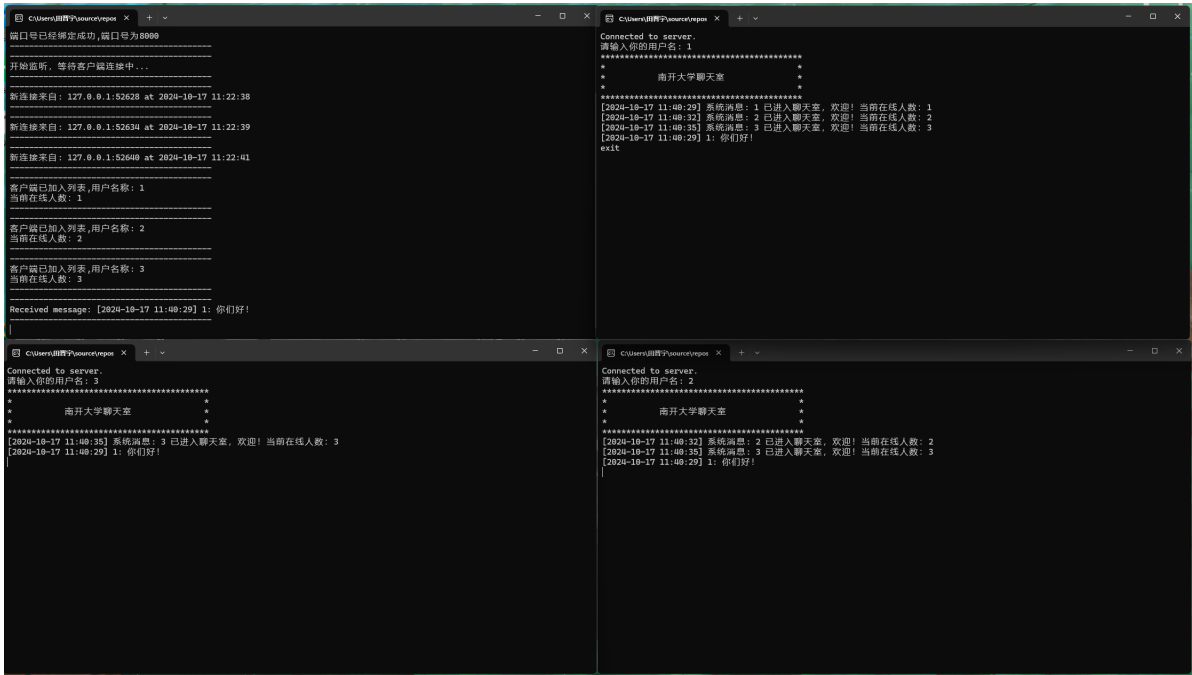 C:\Users\田晋宇\source\repos
端口号已经绑定成功,端口号为8000
----------------------------------------
----------------------------------------
开始监听，等待客户端连接中...
----------------------------------------
----------------------------------------
新连接来自: 127.0.0.1:52628 at 2024-10-17 11:22:38
----------------------------------------
----------------------------------------
新连接来自: 127.0.0.1:52634 at 2024-10-17 11:22:39
----------------------------------------
----------------------------------------
新连接来自: 127.0.0.1:52640 at 2024-10-17 11:22:41
----------------------------------------
----------------------------------------
客户端已加入列表,用户名称: 1
当前在线人数: 1
----------------------------------------
----------------------------------------
客户端已加入列表,用户名称: 2
当前在线人数: 2
----------------------------------------
----------------------------------------
客户端已加入列表,用户名称: 3
当前在线人数: 3
----------------------------------------
----------------------------------------
Received message: [2024-10-17 11:40:29] 1: 你们好!
----------------------------------------
C:\Users\田晋宇\source\repos
Connected to server.
请输入你的用户名: 1
******************************************
* *
* 南开大学聊天室 *
* *
******************************************
[2024-10-17 11:40:29] 系统消息: 1 已进入聊天室，欢迎! 当前在线人数: 1
[2024-10-17 11:40:32] 系统消息: 2 已进入聊天室，欢迎! 当前在线人数: 2
[2024-10-17 11:40:35] 系统消息: 3 已进入聊天室，欢迎! 当前在线人数: 3
[2024-10-17 11:40:29] 1: 你们好!
exit
C:\Users\田晋宇\source\repos
Connected to server.
请输入你的用户名: 3
******************************************
* *
* 南开大学聊天室 *
* *
******************************************
[2024-10-17 11:40:35] 系统消息: 3 已进入聊天室，欢迎! 当前在线人数: 3
[2024-10-17 11:40:29] 1: 你们好!
C:\Users\田晋宇\source\repos
Connected to server.
请输入你的用户名: 2
******************************************
* *
* 南开大学聊天室 *
* *
******************************************
[2024-10-17 11:40:32] 系统消息: 2 已进入聊天室，欢迎! 当前在线人数: 2
[2024-10-17 11:40:35] 系统消息: 3 已进入聊天室，欢迎! 当前在线人数: 3
[2024-10-17 11:40:29] 1: 你们好!